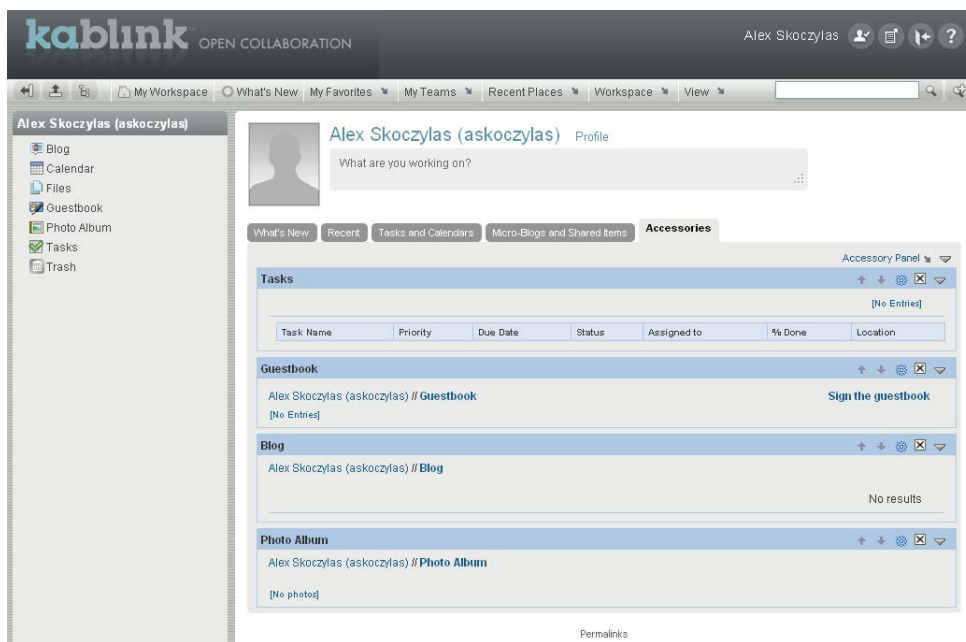 kablink OPEN COLLABORATION
Alex Skoczylas ?
My Workspace What's New My Favorites My Teams Recent Places Workspace View
Alex Skoczylas (askoczylas)
Blog
Calendar
Files
Guestbook
Photo Album
Tasks
Trash
Alex Skoczylas (askoczylas) Profile
What are you working on?
What's New Recent Tasks and Calendars Micro-Blogs and Shared Items Accessories
Accessory Panel
Tasks
[No Entries]
Task Name Priority Due Date Status Assigned to % Done Location
Guestbook
Alex Skoczylas (askoczylas) // Guestbook Sign the guestbook
[No Entries]
Blog
Alex Skoczylas (askoczylas) // Blog
No results
Photo Album
Alex Skoczylas (askoczylas) // Photo Album
[No photos]
Permalinks